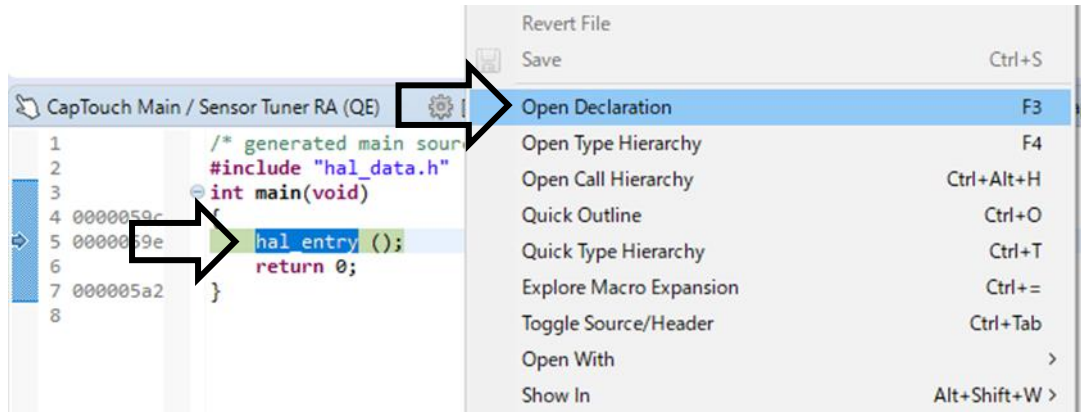 Revert File
Save Ctrl+S
CapTouch Main / Sensor Tuner RA (QE)
Open Declaration F3
Open Type Hierarchy F4
Open Call Hierarchy Ctrl+Alt+H
Quick Outline Ctrl+O
Quick Type Hierarchy Ctrl+T
Explore Macro Expansion Ctrl+=
Toggle Source/Header Ctrl+Tab
Open With >
Show In Alt+Shift+W >
1 /* generated main sour
2 #include "hal_data.h"
3 int main(void)
4 0000059c {
5 0000059e hal_entry ();
6 return 0;
7 000005a2 }
8